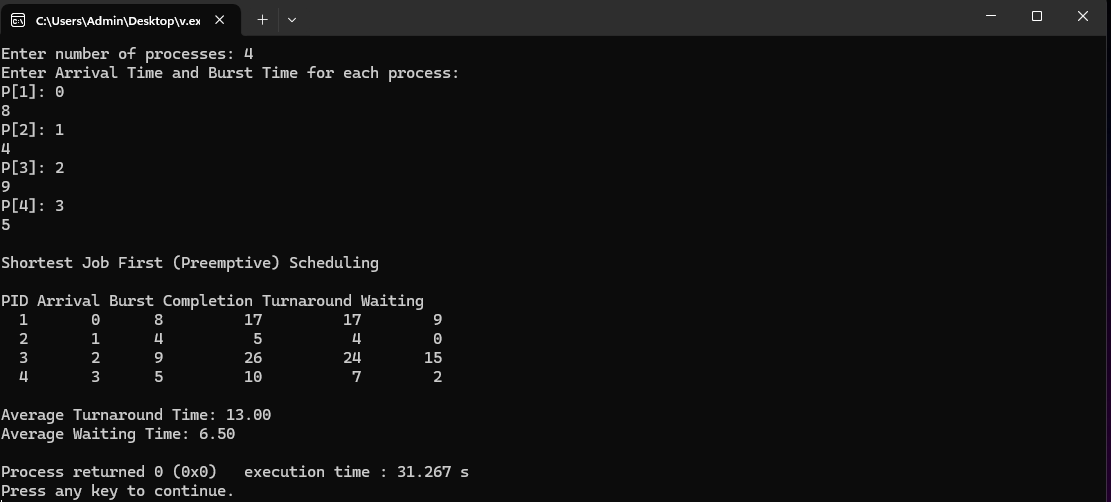 C:\Users\Admin\Desktop\v.ex
Enter number of processes: 4
Enter Arrival Time and Burst Time for each process:
P[1]: 0
8
P[2]: 1
4
P[3]: 2
9
P[4]: 3
5
Shortest Job First (Preemptive) Scheduling
PID Arrival Burst Completion Turnaround Waiting
1 0 8 17 17 9
2 1 4 5 4 0
3 2 9 26 24 15
4 3 5 10 7 2
Average Turnaround Time: 13.00
Average Waiting Time: 6.50
Process returned 0 (0x0) execution time : 31.267 s
Press any key to continue.